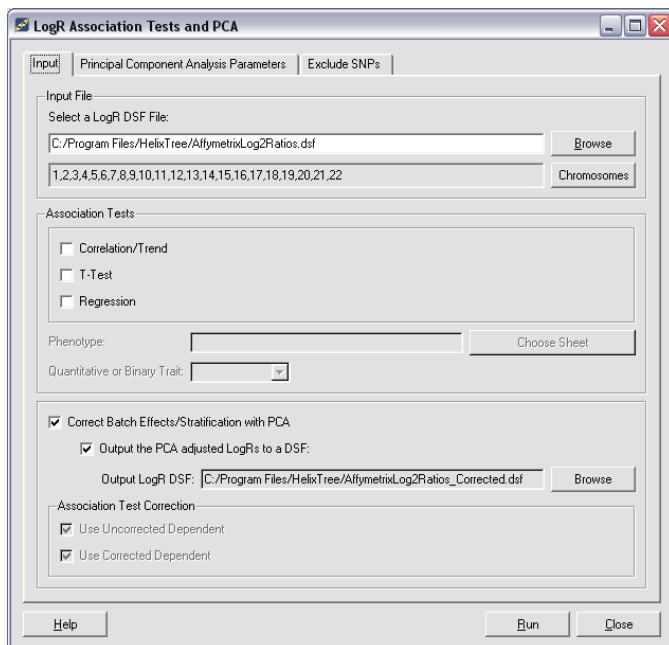 LogR Association Tests and PCA
Input Principal Component Analysis Parameters Exclude SNPs
Input File
Select a LogR DSF File:
C:/Program Files/HelixTree/AffymetrixLog2Ratios.dsf Browse
1,2,3,4,5,6,7,8,9,10,11,12,13,14,15,16,17,18,19,20,21,22 Chromosomes
Association Tests
Correlation/Trend
T-Test
Regression
Phenotype: Choose Sheet
Quantitative or Binary Trait:
Correct Batch Effects/Stratification with PCA
Output the PCA adjusted LogRs to a DSF:
Output LogR DSF: C:/Program Files/HelixTree/AffymetrixLog2Ratios_Corrected.dsf Browse
Association Test Correction
Use Uncorrected Dependent
Use Corrected Dependent
Help Run Close